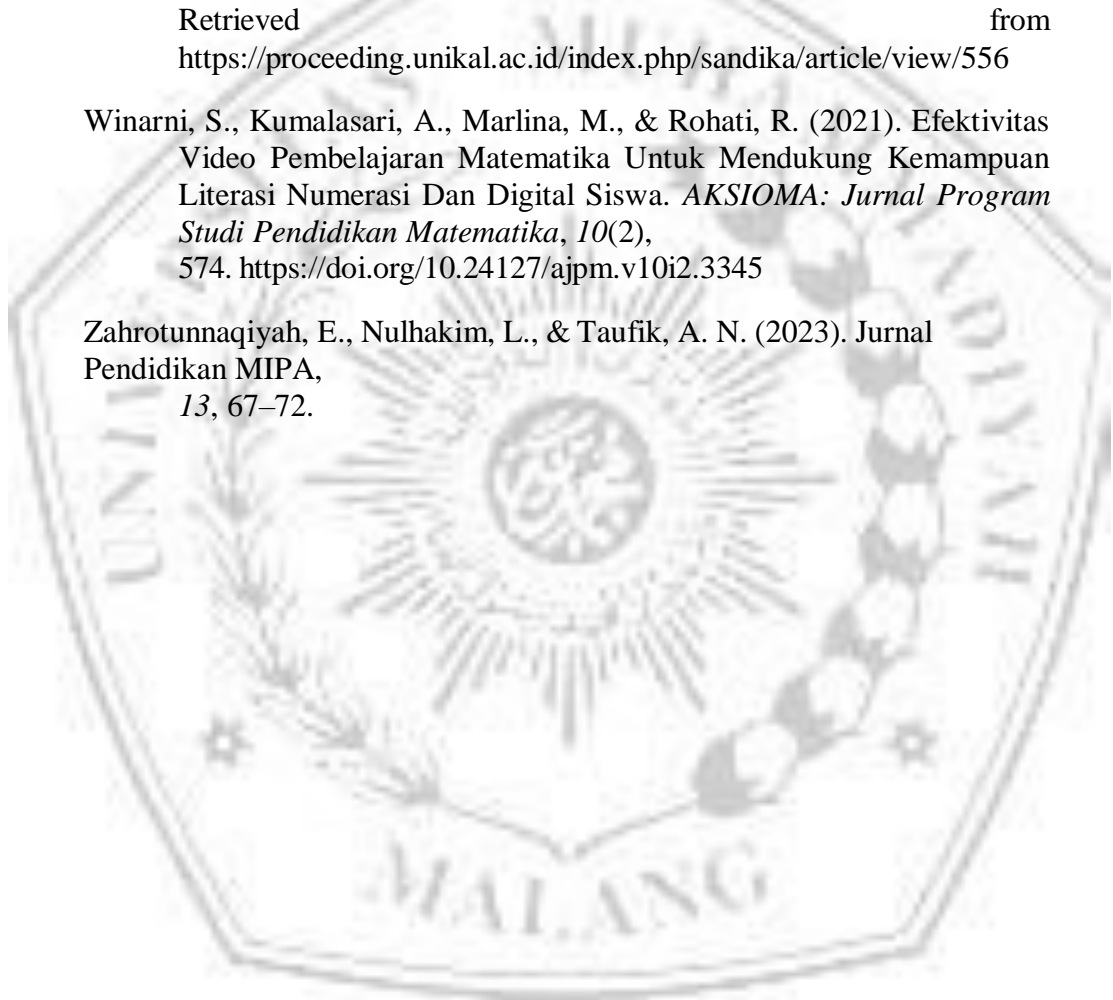 Retrieved from
https://proceeding.unikal.ac.id/index.php/sandika/article/view/556
Winarni, S., Kumalasari, A., Marlina, M., & Rohati, R. (2021). Efektivitas
Video Pembelajaran Matematika Untuk Mendukung Kemampuan
Literasi Numerasi Dan Digital Siswa. AKSIOMA: Jurnal Program
Studi Pendidikan Matematika, 10(2),
574. https://doi.org/10.24127/ajpm.v10i2.3345
Zahrotunnaqiyah, E., Nulhakim, L., & Taufik, A. N. (2023). Jurnal
Pendidikan MIPA,
13, 67–72.
MALANG